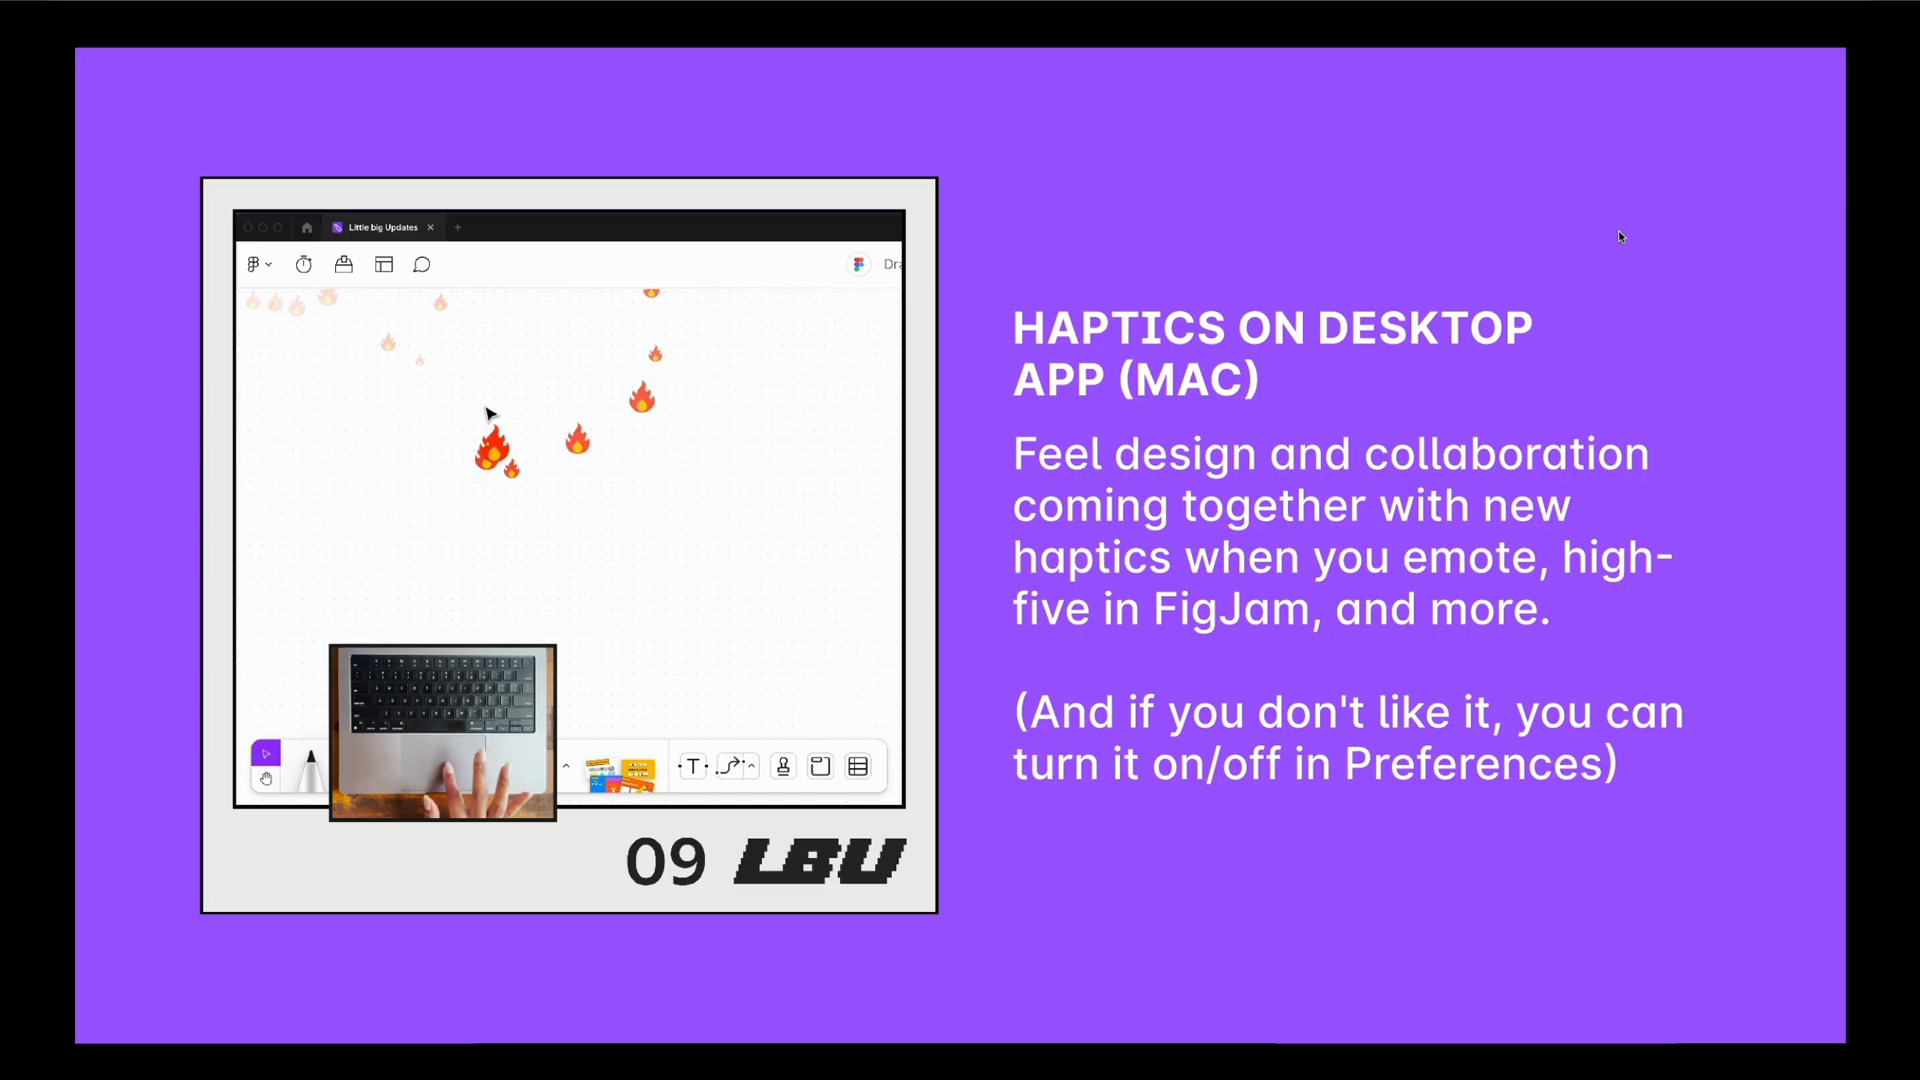 Little big Updates
Dra
T
09 LBU
HAPTICS ON DESKTOP
APP (MAC)
Feel design and collaboration
coming together with new
haptics when you emote, high-
five in FigJam, and more.
(And if you don't like it, you can
turn it on/off in Preferences)